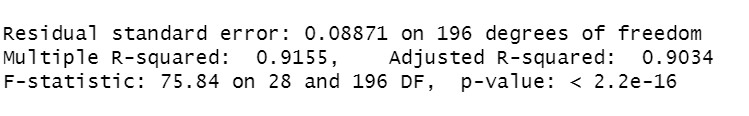 Residual standard error: 0.08871 on 196 degrees of freedom
Multiple R-squared:  0.9155,    Adjusted R-squared:  0.9034
F-statistic: 75.84 on 28 and 196 DF,  p-value: < 2.2e-16